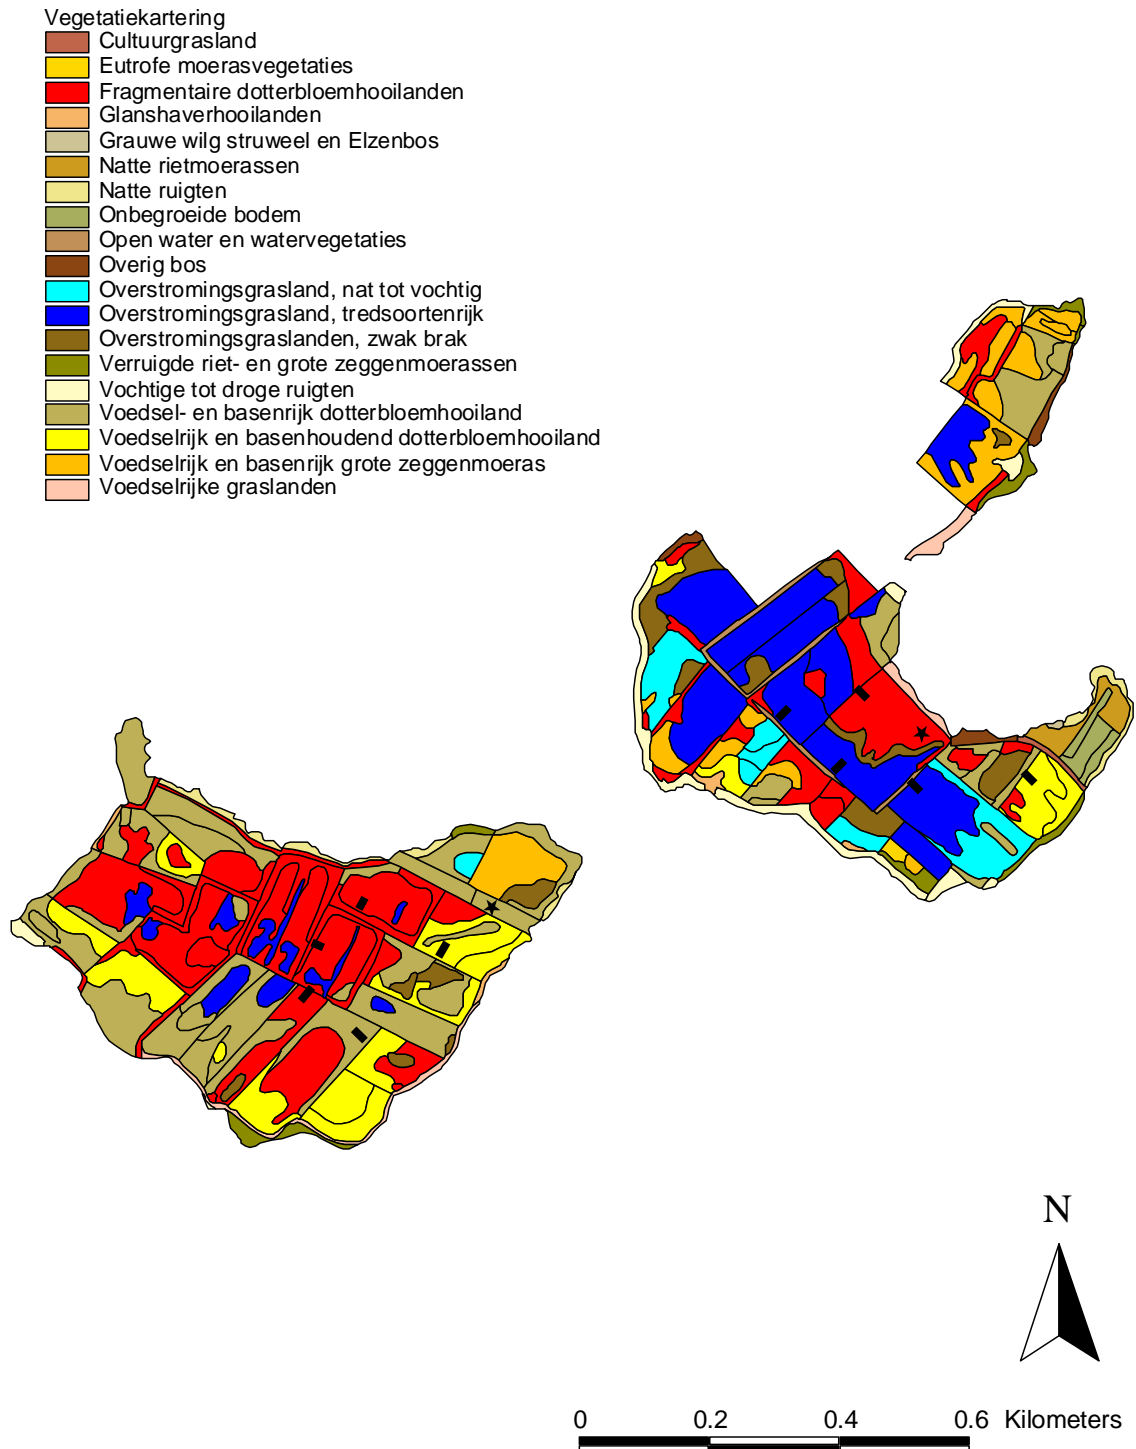 Vegetatiekartering
Cultuurgrasland
Eutrofe moerasvegetaties
Fragmentaire dotterbloemhooilanden
Glanshaverhooilanden
Grauwe wilg struweel en Elzenbos
Natte rietmoerassen
Natte ruigten
Onbegroeide bodem
Open water en watervegetaties
Overig bos
Overstromingsgrasland, nat tot vochtig
Overstromingsgrasland, tredsoortenrijk
Overstromingsgraslanden, zwak brak
Verruigde riet- en grote zeggenmoerassen
Vochtige tot droge ruigten
Voedsel- en basenrijk dotterbloemhooiland
Voedselrijk en basenhoudend dotterbloemhooiland
Voedselrijk en basenrijk grote zeggenmoeras
Voedselrijke graslanden
N
0 0.2 0.4 0.6 Kilometers